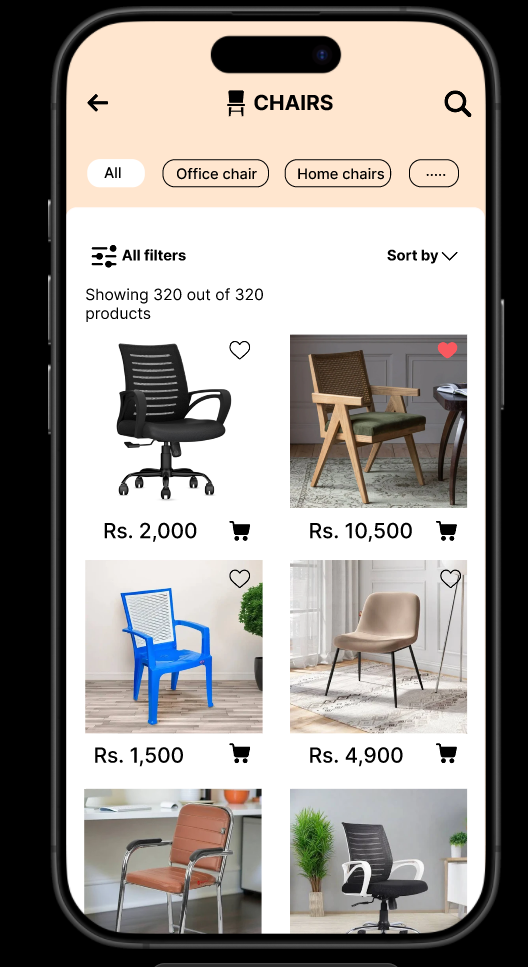 CHAIRS
All
Office chair
Home chairs
.....
All filters
Sort by
Showing 320 out of 320
products
Rs. 2,000
Rs. 10,500
Rs. 1,500
Rs. 4,900